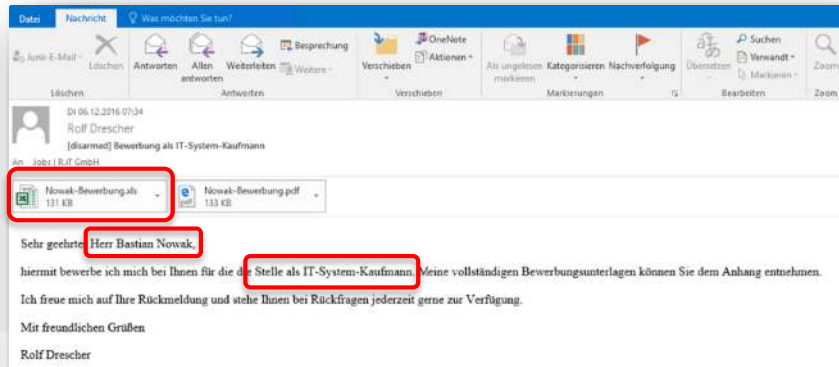 Datei Nachricht Was möchten Sie tun?
Junk-E-Mail
Löschen
Antworten
Allen antworten
Weiterleiten
Besprechung
Weitere
Verschieben
OneNote
Aktionen
Als ungelesen markieren
Kategorisieren
Nachverfolgung
Übersetzen
Suchen
Verwandt
Markieren
Zoom
Löschen Antworten Verschieben Markierungen Bearbeiten Zoom
Di 06.12.2016 07:34
Rolf Drescher
[disarmed] Bewerbung als IT-System-Kaufmann
An Jobs | R.iT GmbH
Nowak-Bewerbung.xls
131 KB
Nowak-Bewerbung.pdf
133 KB
Sehr geehrter Herr Bastian Nowak,
hiermit bewerbe ich mich bei Ihnen für die die Stelle als IT-System-Kaufmann. Meine vollständigen Bewerbungsunterlagen können Sie dem Anhang entnehmen.
Ich freue mich auf Ihre Rückmeldung und stehe Ihnen bei Rückfragen jederzeit gerne zur Verfügung.
Mit freundlichen Grüßen
Rolf Drescher